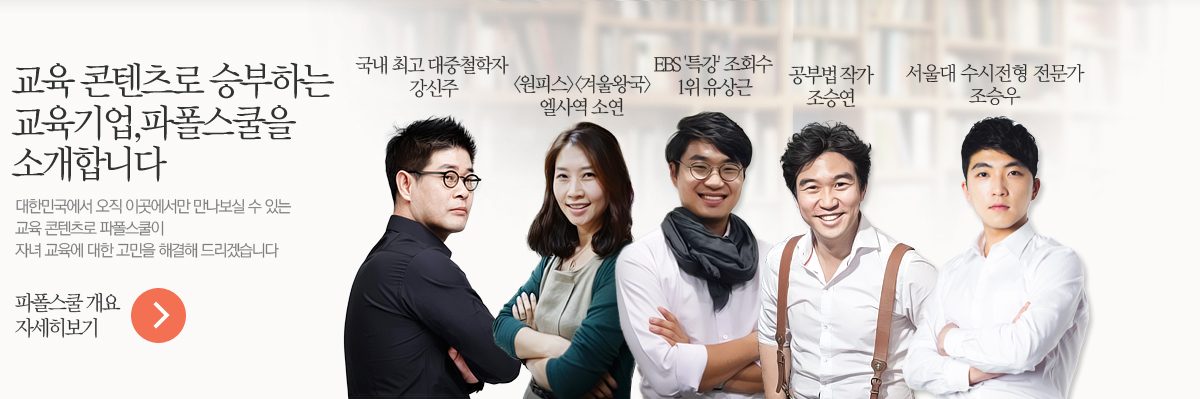 교육 콘텐츠로 승부하는
교육기업,파폴스쿨을
소개합니다
대한민국에서 오직 이곳에서만 만나보실 수 있는
교육 콘텐츠로 파폴스쿨이
자녀 교육에 대한 고민을 해결해 드리겠습니다
파폴스쿨 개요
자세히보기
국내 최고 대중철학자
강신주
〈원피스〉〈겨울왕국〉
엘사역 소연
EBS '특강' 조회수
1위 유상근
공부법 작가
조승연
서울대 수시전형 전문가
조승우